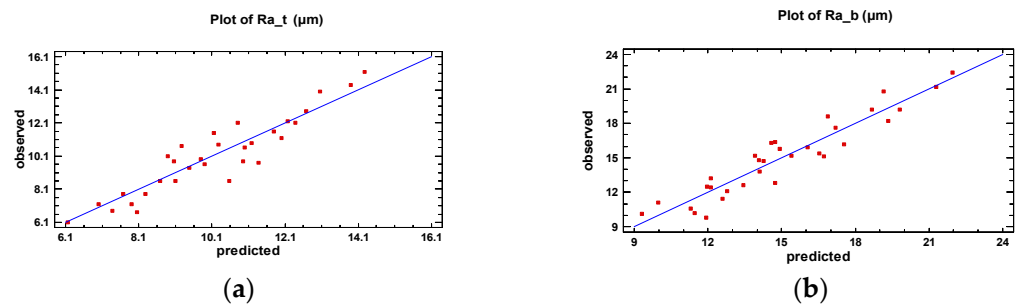 Plot of Ra_t (µm)
16.1
14.1
12.1
10.1
8.1
6.1
observed
6.1 8.1 10.1 12.1 14.1 16.1
predicted
(a)
Plot of Ra_b (µm)
24
21
18
15
12
9
observed
9 12 15 18 21 24
predicted
(b)